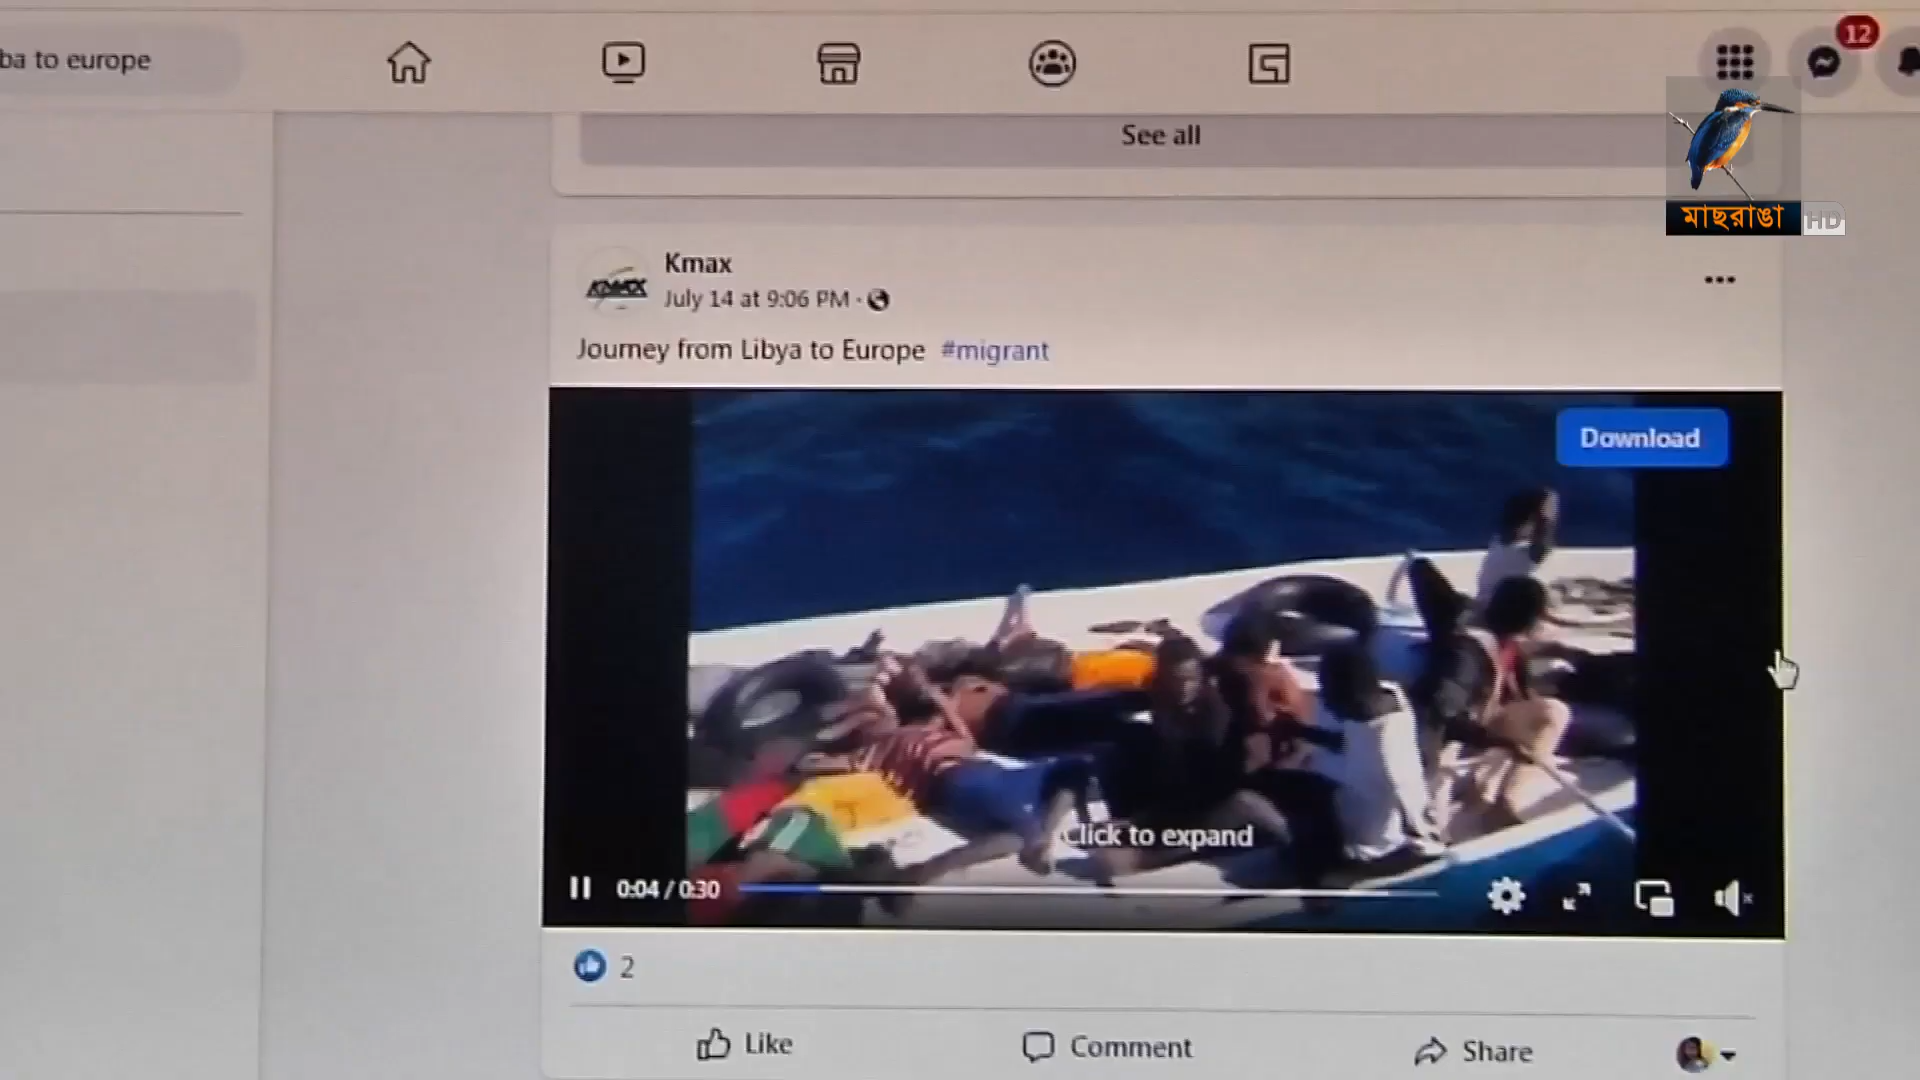 ba to europe
12
See all
মাছরাঙা
HD
KMAX
Kmax
July 14 at 9:06 PM ·
Journey from Libya to Europe #migrant
Download
Click to expand
0:04 / 0:30
2
Like
Comment
Share